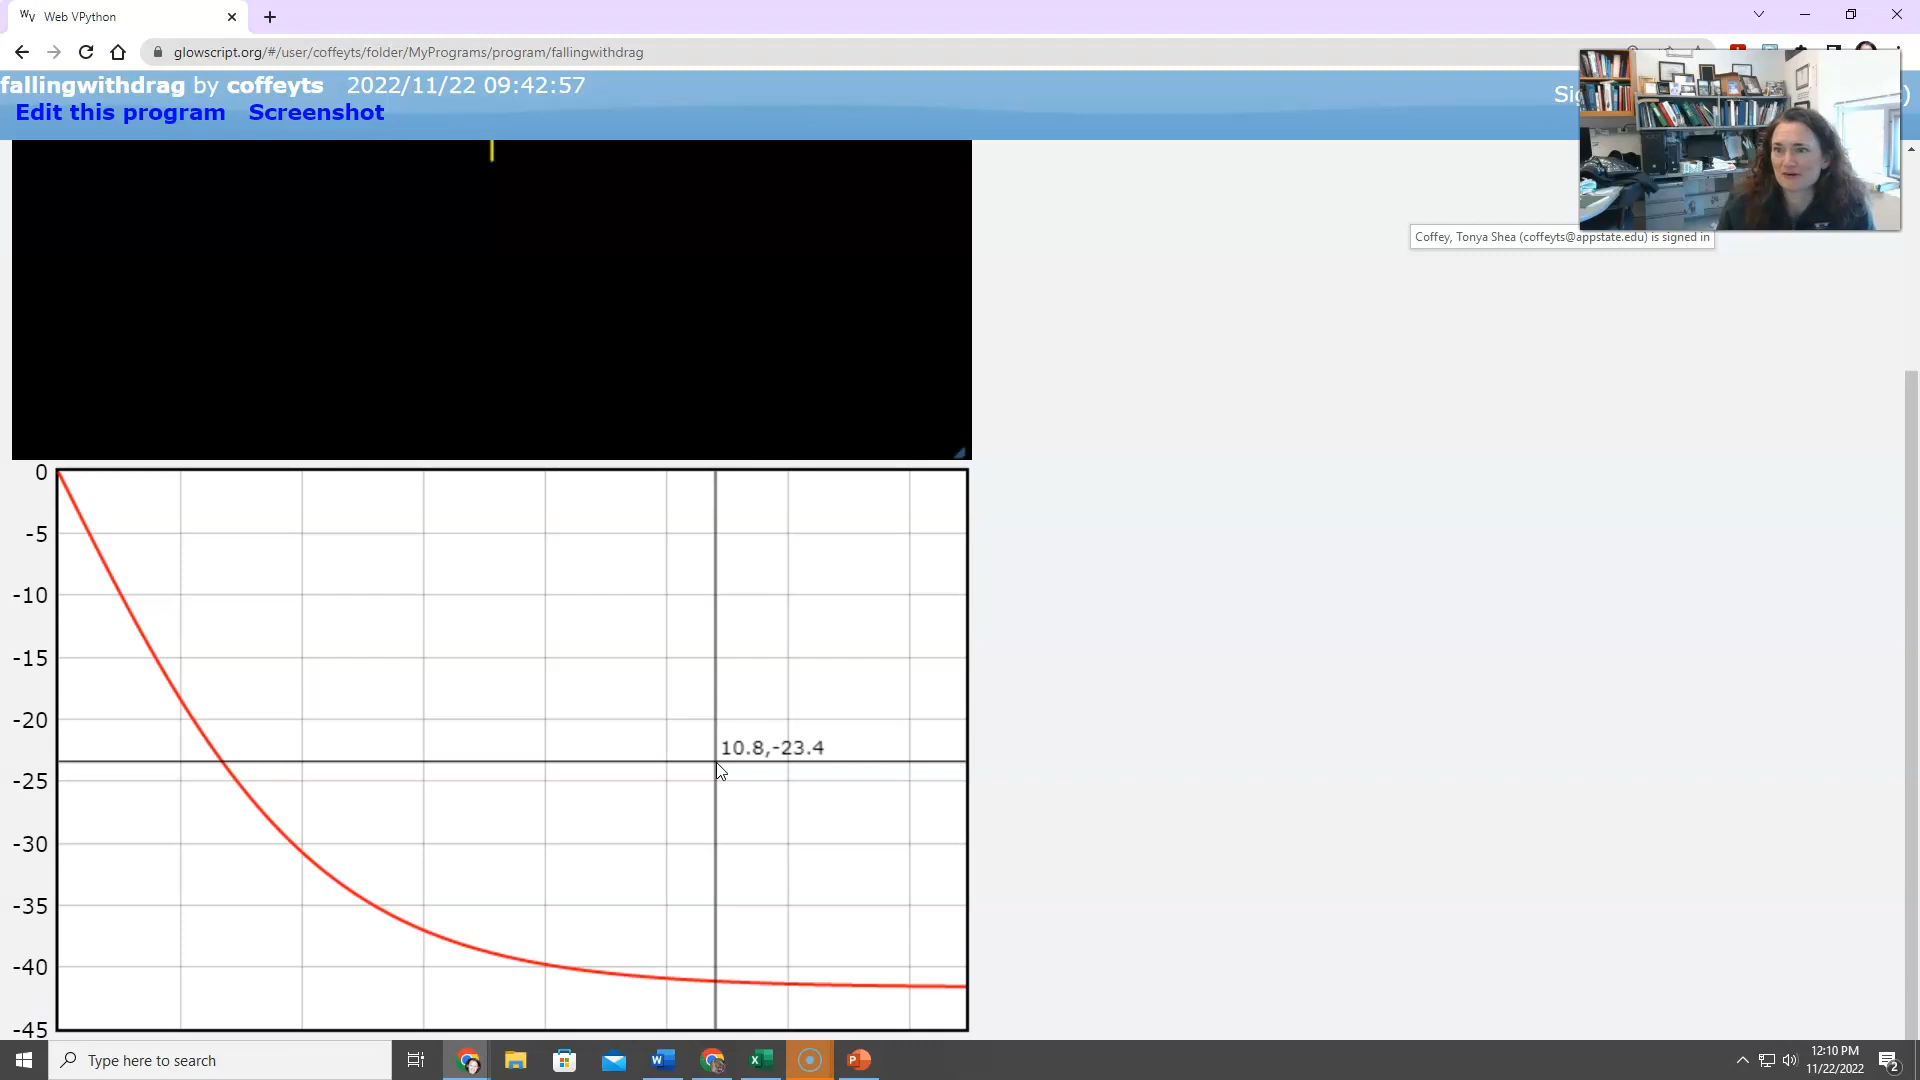 Web VPython
glowscript.org/#/user/coffeyts/folder/MyPrograms/program/fallingwithdrag
fallingwithdrag by coffeyts 2022/11/22 09:42:57
Edit this program Screenshot
Coffey, Tonya Shea (coffeyts@appstate.edu) is signed in
0
-5
-10
-15
-20
10.8,-23.4
-25
-30
-35
-40
-45
Type here to search
12:10 PM
11/22/2022
2